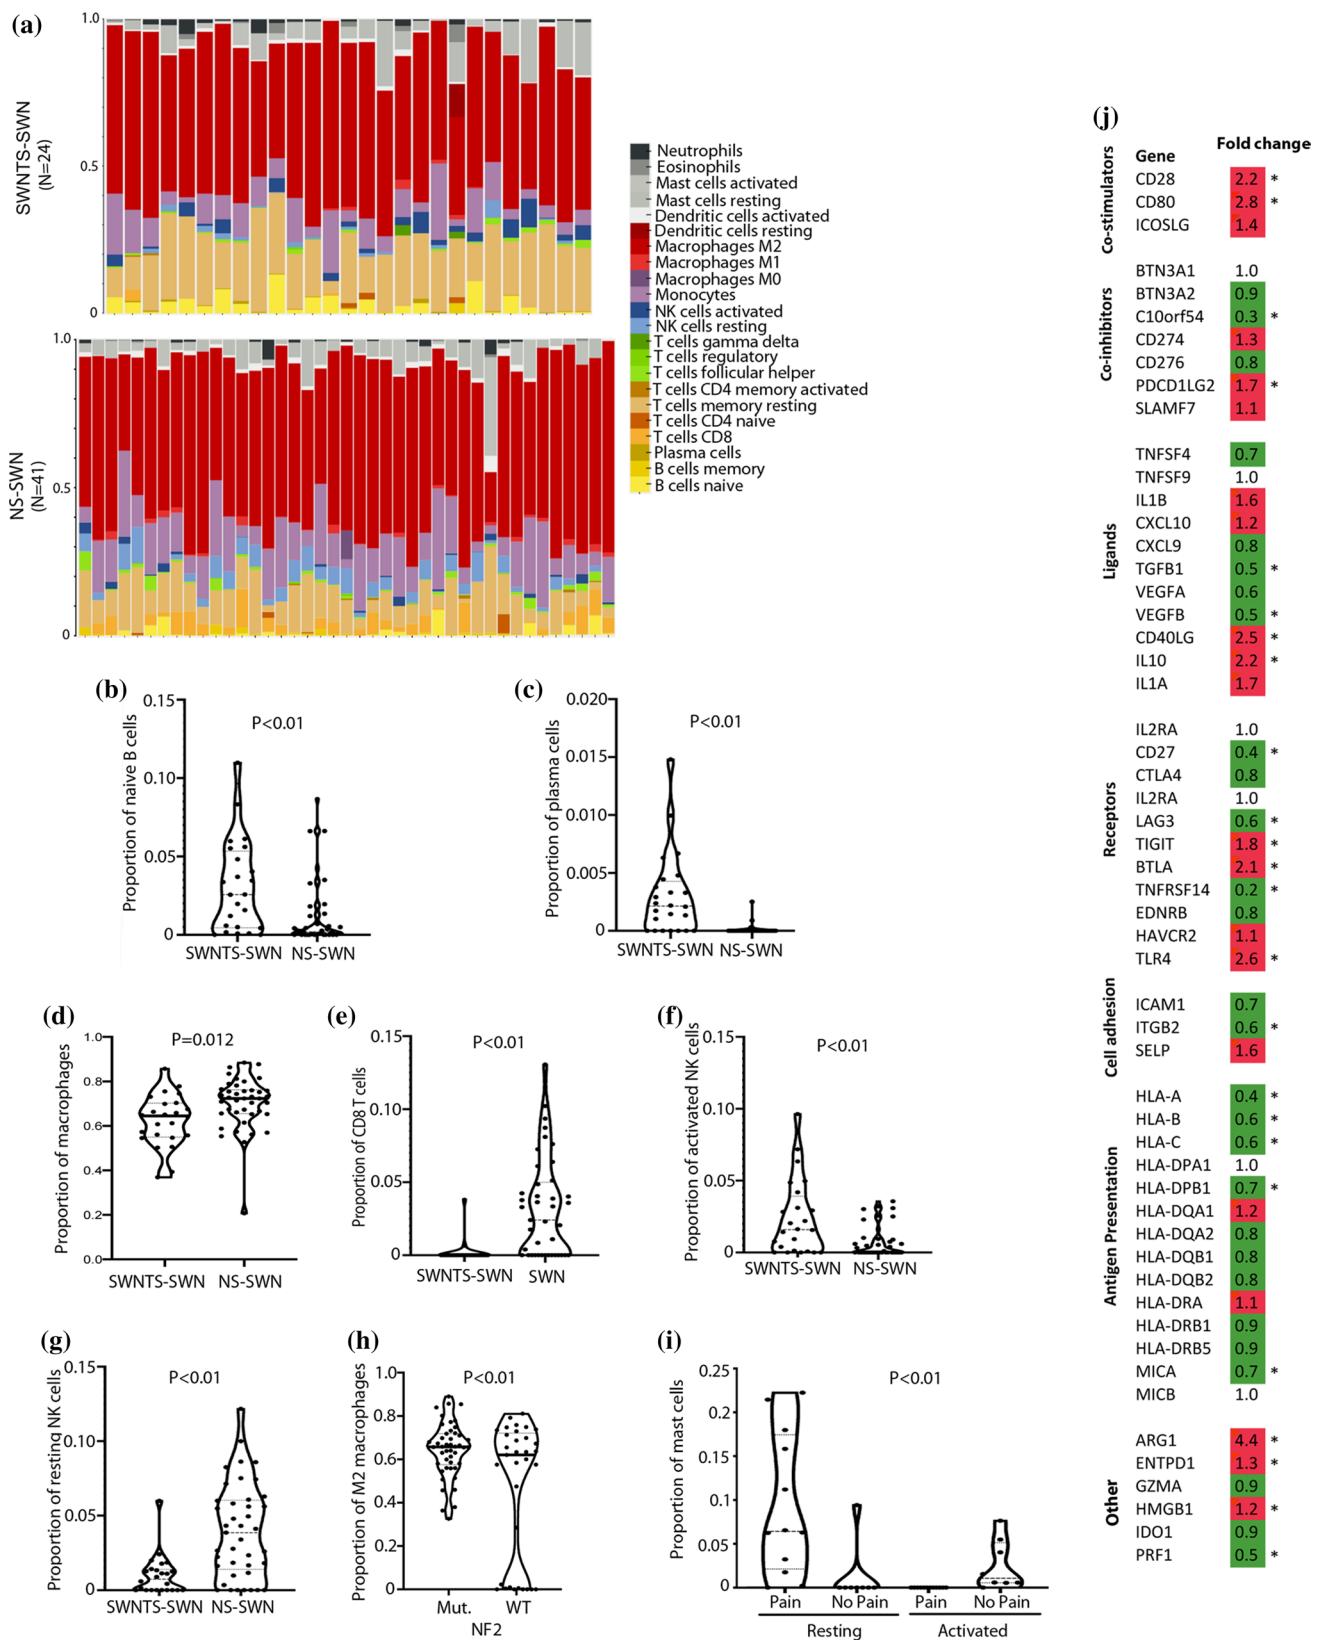 (a)
SWNTS-SWN
(N=24)
1.0
0.5
0
NS-SWN
(N=41)
1.0
0.5
0
Neutrophils
Eosinophils
Mast cells activated
Mast cells resting
Dendritic cells activated
Dendritic cells resting
Macrophages M2
Macrophages M1
Macrophages M0
Monocytes
NK cells activated
NK cells resting
T cells gamma delta
T cells regulatory
T cells follicular helper
T cells CD4 memory activated
T cells memory resting
T cells CD4 naive
T cells CD8
Plasma cells
B cells memory
B cells naive
(b)
Proportion of naive B cells
0.15
0.10
0.05
0
P<0.01
SWNTS-SWN NS-SWN
(c)
Proportion of plasma cells
0.020
0.015
0.010
0.005
0
P<0.01
SWNTS-SWN NS-SWN
(d)
Proportion of macrophages
1.0
0.8
0.6
0.4
0.2
0.0
P=0.012
SWNTS-SWN NS-SWN
(e)
Proportion of CD8 T cells
0.15
0.10
0.05
0
P<0.01
SWNTS-SWN SWN
(f)
Proportion of activated NK cells
0.15
0.10
0.05
0
P<0.01
SWNTS-SWN NS-SWN
(g)
Proportion of resting NK cells
0.15
0.10
0.05
0
P<0.01
SWNTS-SWN NS-SWN
(h)
Proportion of M2 macrophages
1.0
0.8
0.6
0.4
0.2
0
P<0.01
Mut. WT
NF2
(i)
Proportion of mast cells
0.25
0.2
0.15
0.1
0.05
0
P<0.01
Pain No Pain Pain No Pain
Resting Activated
(j)
Gene Fold change
Co-stimulators
CD28 2.2 *
CD80 2.8 *
ICOSLG 1.4
Co-inhibitors
BTN3A1 1.0
BTN3A2 0.9
C10orf54 0.3 *
CD274 1.3
CD276 0.8
PDCD1LG2 1.7 *
SLAMF7 1.1
Ligands
TNFSF4 0.7
TNFSF9 1.0
IL1B 1.6
CXCL10 1.2
CXCL9 0.8
TGFB1 0.5 *
VEGFA 0.6
VEGFB 0.5 *
CD40LG 2.5 *
IL10 2.2 *
IL1A 1.7
Receptors
IL2RA 1.0
CD27 0.4 *
CTLA4 0.8
IL2RA 1.0
LAG3 0.6 *
TIGIT 1.8 *
BTLA 2.1 *
TNFRSF14 0.2 *
EDNRB 0.8
HAVCR2 1.1
TLR4 2.6 *
Cell adhesion
ICAM1 0.7
ITGB2 0.6 *
SELP 1.6
Antigen Presentation
HLA-A 0.4 *
HLA-B 0.6 *
HLA-C 0.6 *
HLA-DPA1 1.0
HLA-DPB1 0.7 *
HLA-DQA1 1.2
HLA-DQA2 0.8
HLA-DQB1 0.8
HLA-DQB2 0.8
HLA-DRA 1.1
HLA-DRB1 0.9
HLA-DRB5 0.9
MICA 0.7 *
MICB 1.0
Other
ARG1 4.4 *
ENTPD1 1.3 *
GZMA 0.9
HMGB1 1.2 *
IDO1 0.9
PRF1 0.5 *